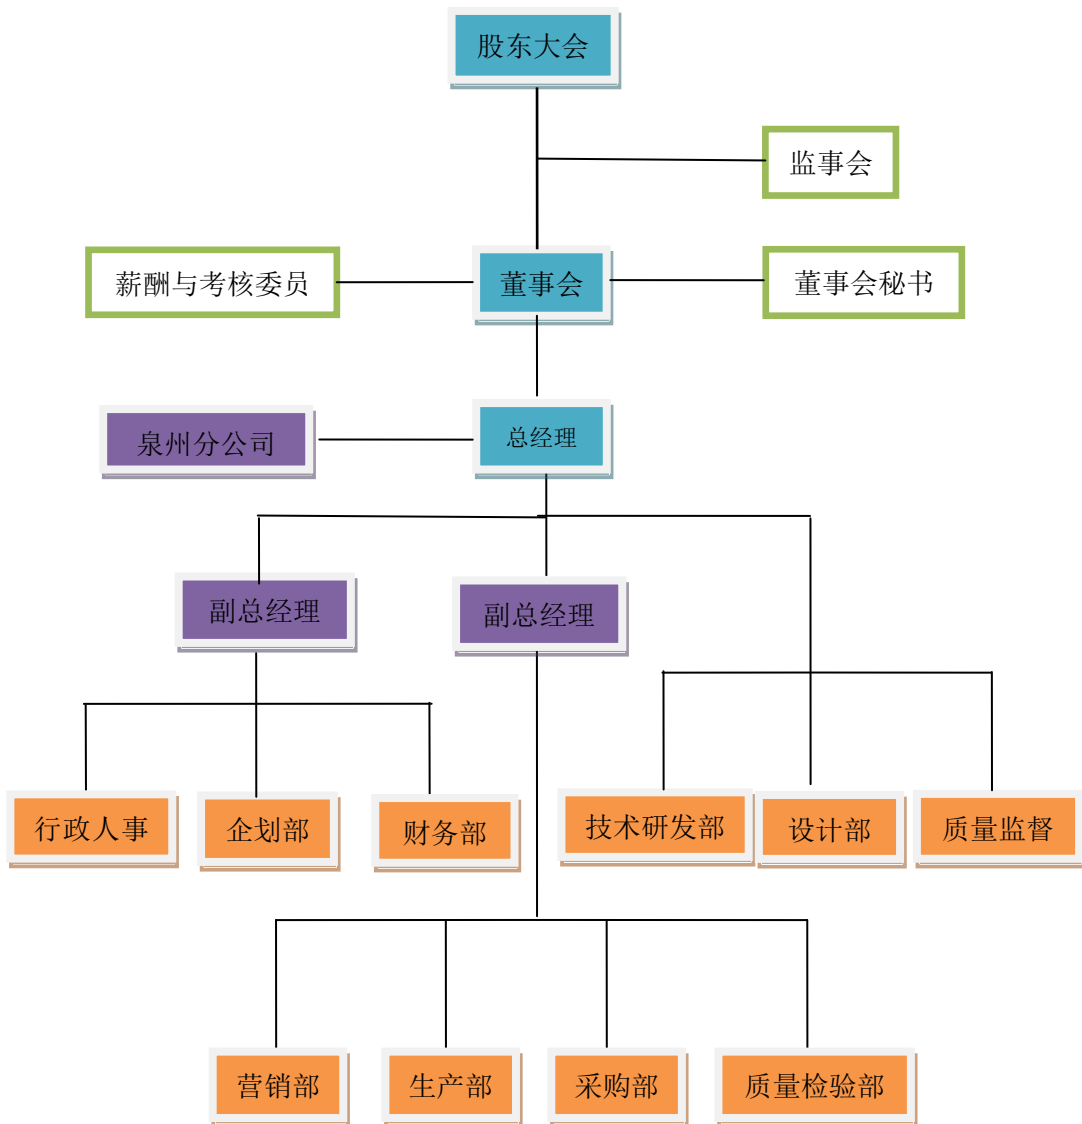 股东大会
监事会
薪酬与考核委员
董事会
董事会秘书
泉州分公司
总经理
副总经理
副总经理
行政人事
企划部
财务部
技术研发部
设计部
质量监督
营销部
生产部
采购部
质量检验部